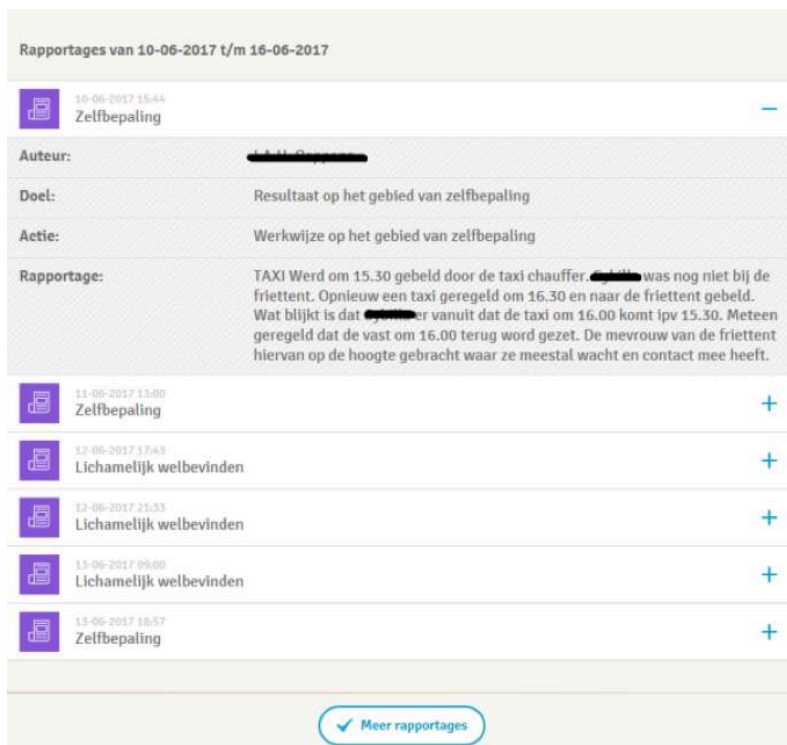 Rapportages van 10-06-2017 t/m 16-06-2017
10-06-2017 15:44
Zelfbepaling
Auteur:
Doel: Resultaat op het gebied van zelfbepaling
Actie: Werkwijze op het gebied van zelfbepaling
Rapportage: TAXI Werd om 15.30 gebeld door de taxi chauffer. was nog niet bij de
friettent. Opnieuw een taxi geregeld om 16.30 en naar de friettent gebeld.
Wat blijkt is dat er vanuit dat de taxi om 16.00 komt ipv 15.30. Meteen
geregeld dat de vast om 16.00 terug word gezet. De mevrouw van de friettent
hiervan op de hoogte gebracht waar ze meestal wacht en contact mee heeft.
11-06-2017 13:00
Zelfbepaling
12-06-2017 17:43
Lichamelijk welbevinden
12-06-2017 21:33
Lichamelijk welbevinden
13-06-2017 09:00
Lichamelijk welbevinden
13-06-2017 18:57
Zelfbepaling
Meer rapportages